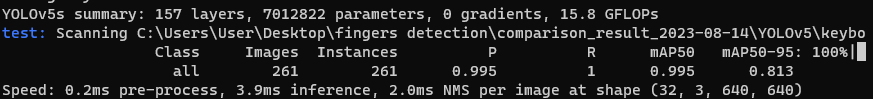 YOLOv5s summary: 157 layers, 7012822 parameters, 0 gradients, 15.8 GFLOPs
test: Scanning C:\Users\User\Desktop\fingers detection\comparison_result_2023-08-14\YOLOv5\keybo
Class Images Instances P R mAP50 mAP50-95: 100%|
all 261 261 0.995 1 0.995 0.813
Speed: 0.2ms pre-process, 3.9ms inference, 2.0ms NMS per image at shape (32, 3, 640, 640)